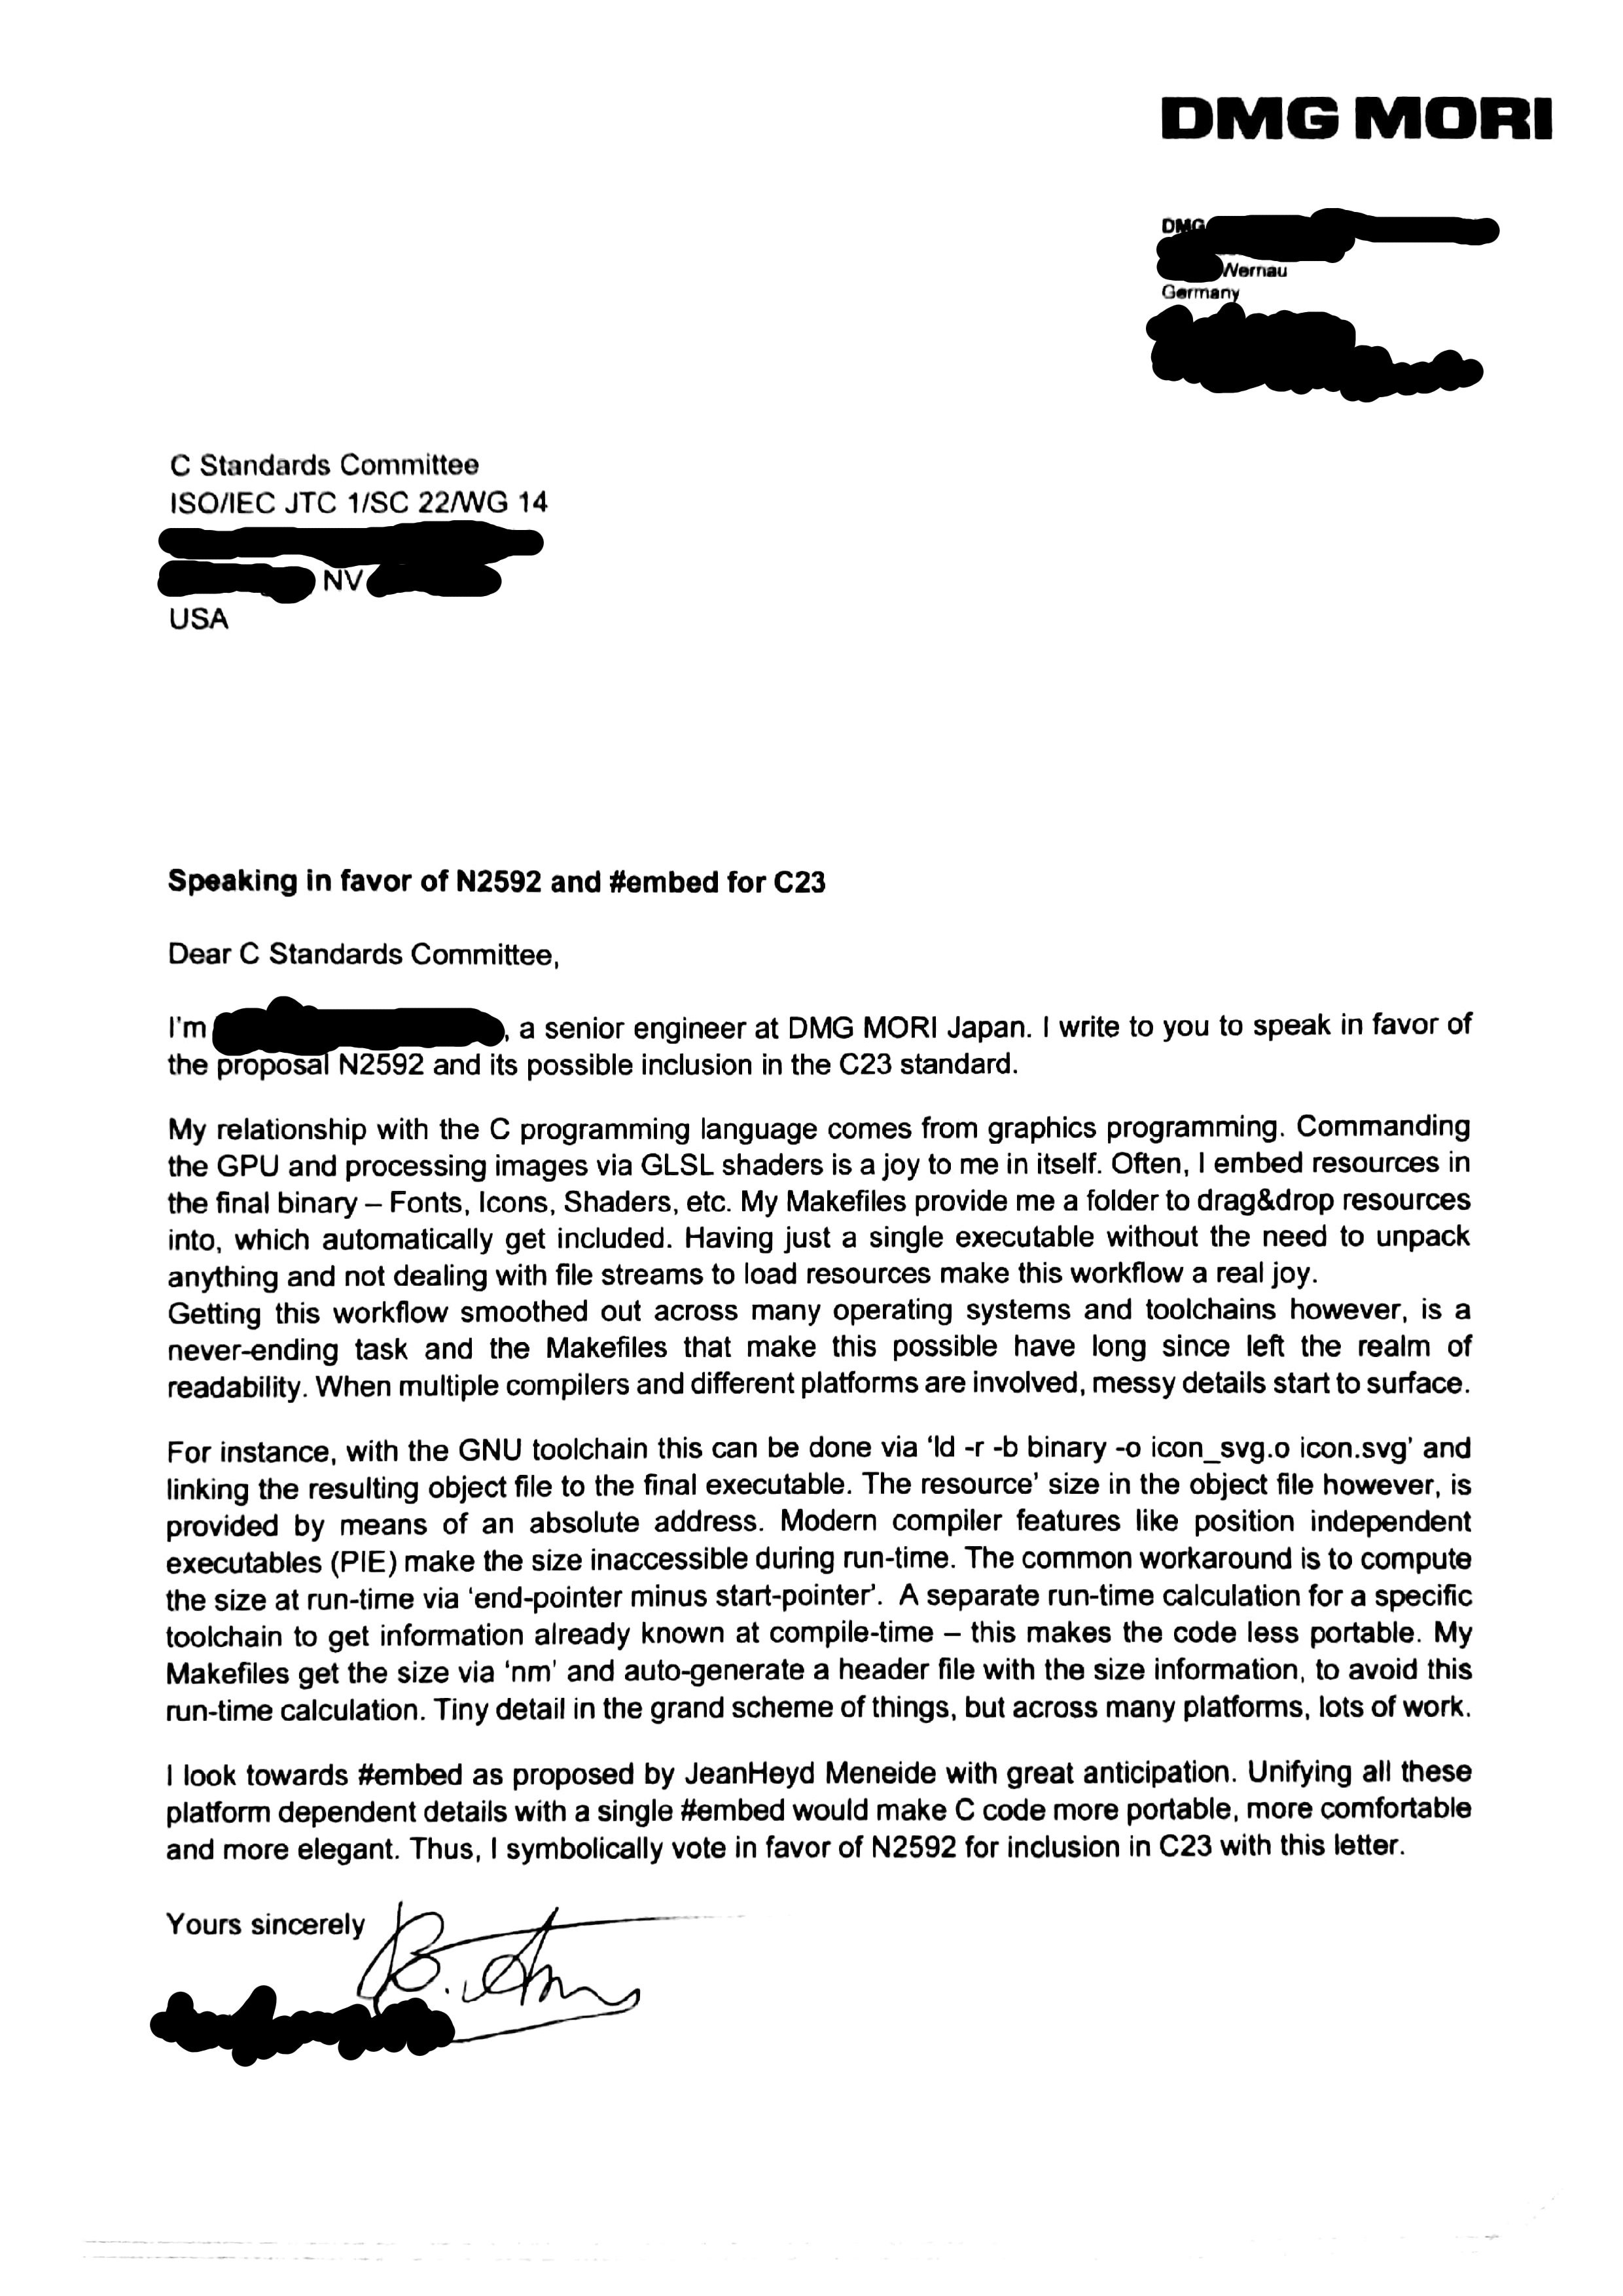 DMG MORI
DMG
Wernau
Germany
C Standards Committee
ISO/IEC JTC 1/SC 22/WG 14
NV
USA
Speaking in favor of N2592 and #embed for C23
Dear C Standards Committee,
I'm , a senior engineer at DMG MORI Japan. I write to you to speak in favor of
the proposal N2592 and its possible inclusion in the C23 standard.
My relationship with the C programming language comes from graphics programming. Commanding
the GPU and processing images via GLSL shaders is a joy to me in itself. Often, I embed resources in
the final binary – Fonts, Icons, Shaders, etc. My Makefiles provide me a folder to drag&drop resources
into, which automatically get included. Having just a single executable without the need to unpack
anything and not dealing with file streams to load resources make this workflow a real joy.
Getting this workflow smoothed out across many operating systems and toolchains however, is a
never-ending task and the Makefiles that make this possible have long since left the realm of
readability. When multiple compilers and different platforms are involved, messy details start to surface.
For instance, with the GNU toolchain this can be done via ‘ld -r -b binary -o icon_svg.o icon.svg’ and
linking the resulting object file to the final executable. The resource’ size in the object file however, is
provided by means of an absolute address. Modern compiler features like position independent
executables (PIE) make the size inaccessible during run-time. The common workaround is to compute
the size at run-time via ‘end-pointer minus start-pointer’. A separate run-time calculation for a specific
toolchain to get information already known at compile-time – this makes the code less portable. My
Makefiles get the size via ‘nm’ and auto-generate a header file with the size information, to avoid this
run-time calculation. Tiny detail in the grand scheme of things, but across many platforms, lots of work.
I look towards #embed as proposed by JeanHeyd Meneide with great anticipation. Unifying all these
platform dependent details with a single #embed would make C code more portable, more comfortable
and more elegant. Thus, I symbolically vote in favor of N2592 for inclusion in C23 with this letter.
Yours sincerely